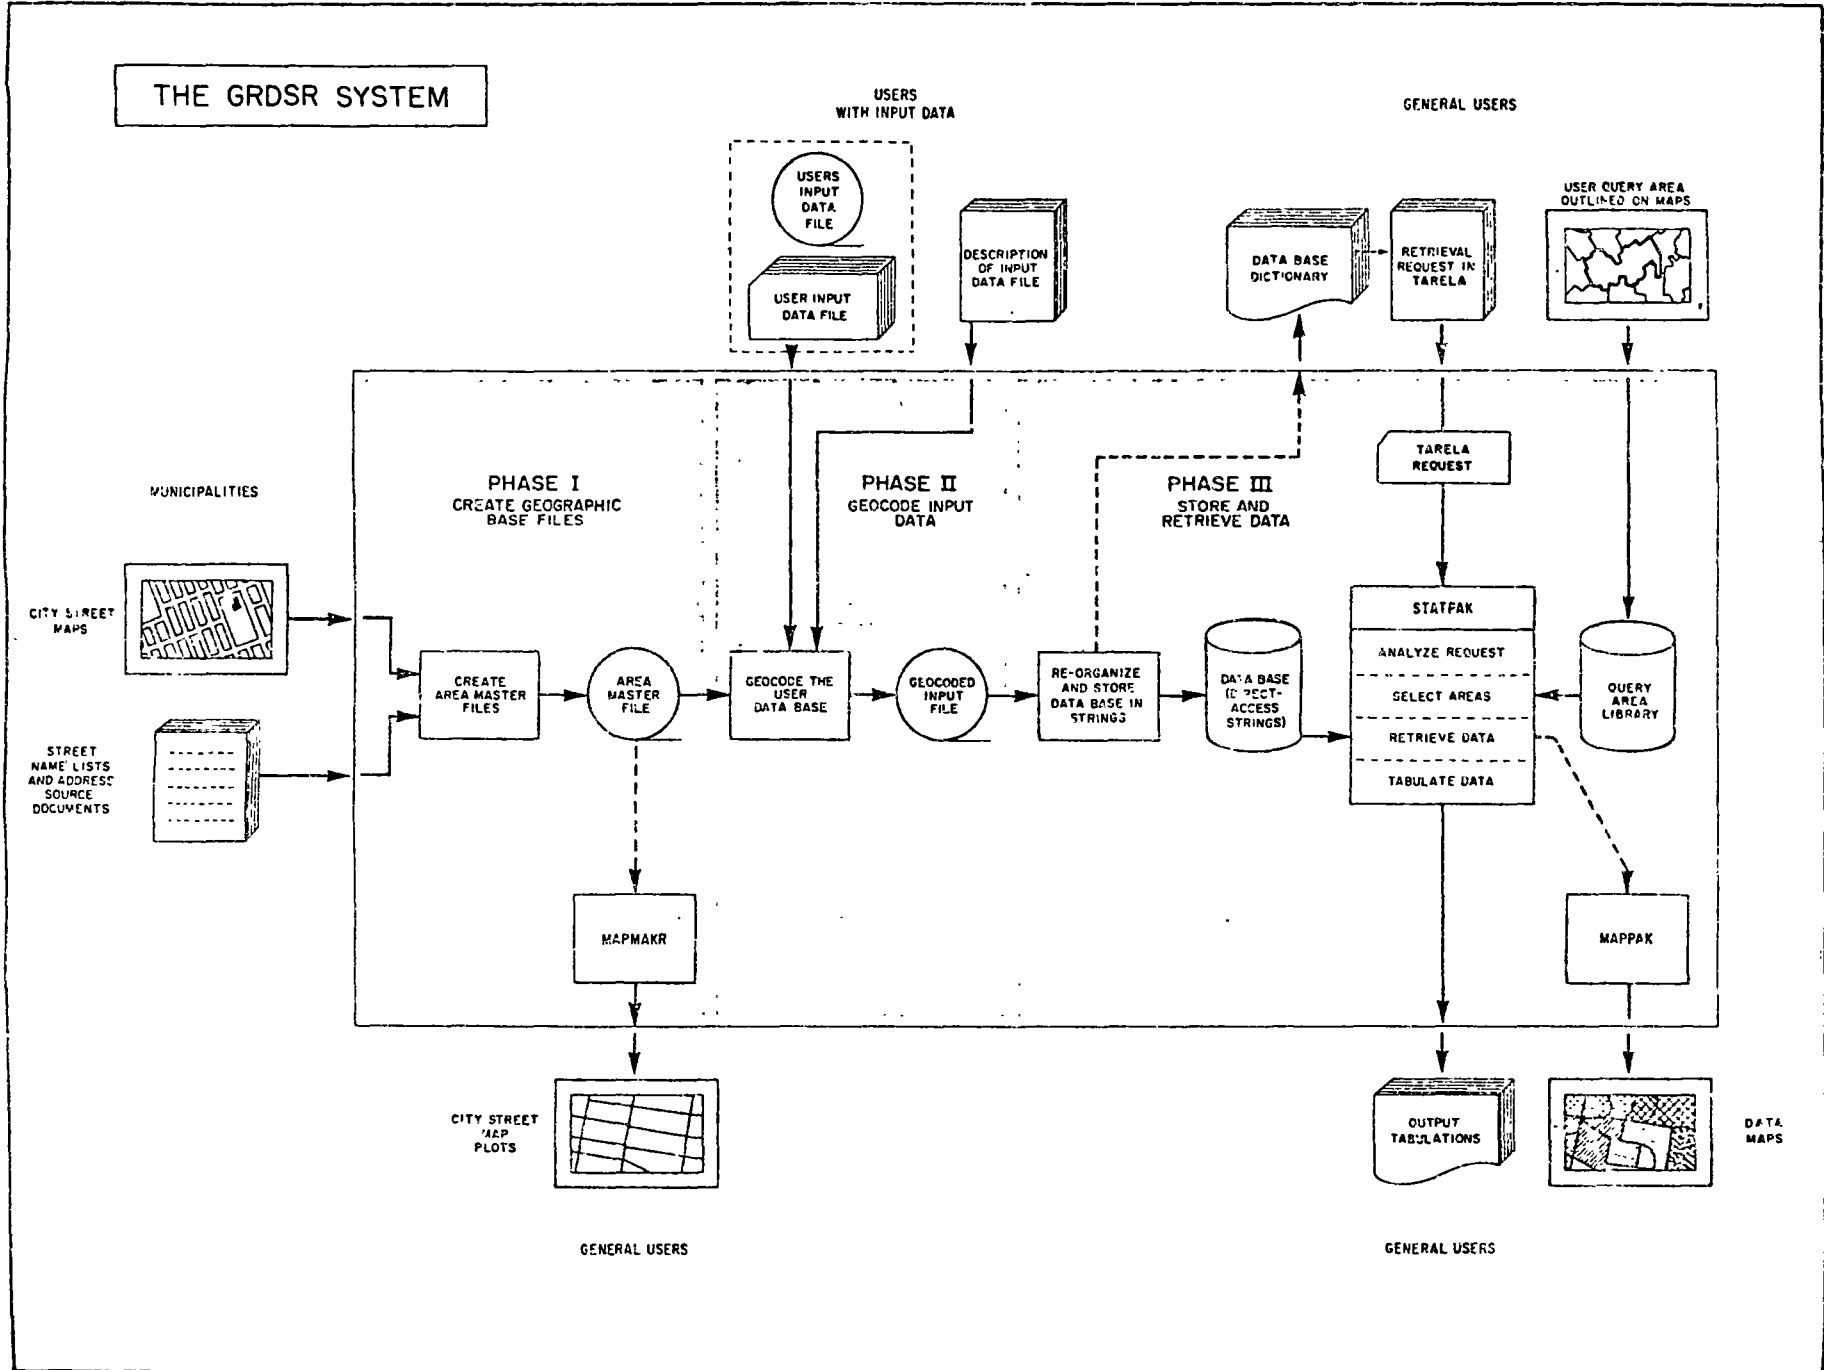 THE GRDSR SYSTEM
USERS
WITH INPUT DATA
GENERAL USERS
USERS
INPUT
DATA
FILE
USER INPUT
DATA FILE
DESCRIPTION
OF INPUT
DATA FILE
DATA BASE
DICTIONARY
RETRIEVAL
REQUEST IN
TARELA
USER QUERY AREA
OUTLINED ON MAPS
TARELA
REQUEST
MUNICIPALITIES
PHASE I
CREATE GEOGRAPHIC
BASE FILES
PHASE II
GEOCODE INPUT
DATA
PHASE III
STORE AND
RETRIEVE DATA
CITY STREET
MAPS
STREET
NAME LISTS
AND ADDRESS
SOURCE
DOCUMENTS
CREATE
AREA MASTER
FILES
AREA
MASTER
FILE
GEOCODE THE
USER
DATA BASE
GEOCODED
INPUT
FILE
RE-ORGANIZE
AND STORE
DATA BASE IN
STRINGS
DATA BASE
(DIRECT-
ACCESS
STRINGS)
STATPAK
ANALYZE REQUEST
SELECT AREAS
RETRIEVE DATA
TABULATE DATA
QUERY
AREA
LIBRARY
MAPMAKR
MAPPAK
CITY STREET
MAP
PLOTS
OUTPUT
TABULATIONS
DATA
MAPS
GENERAL USERS
GENERAL USERS